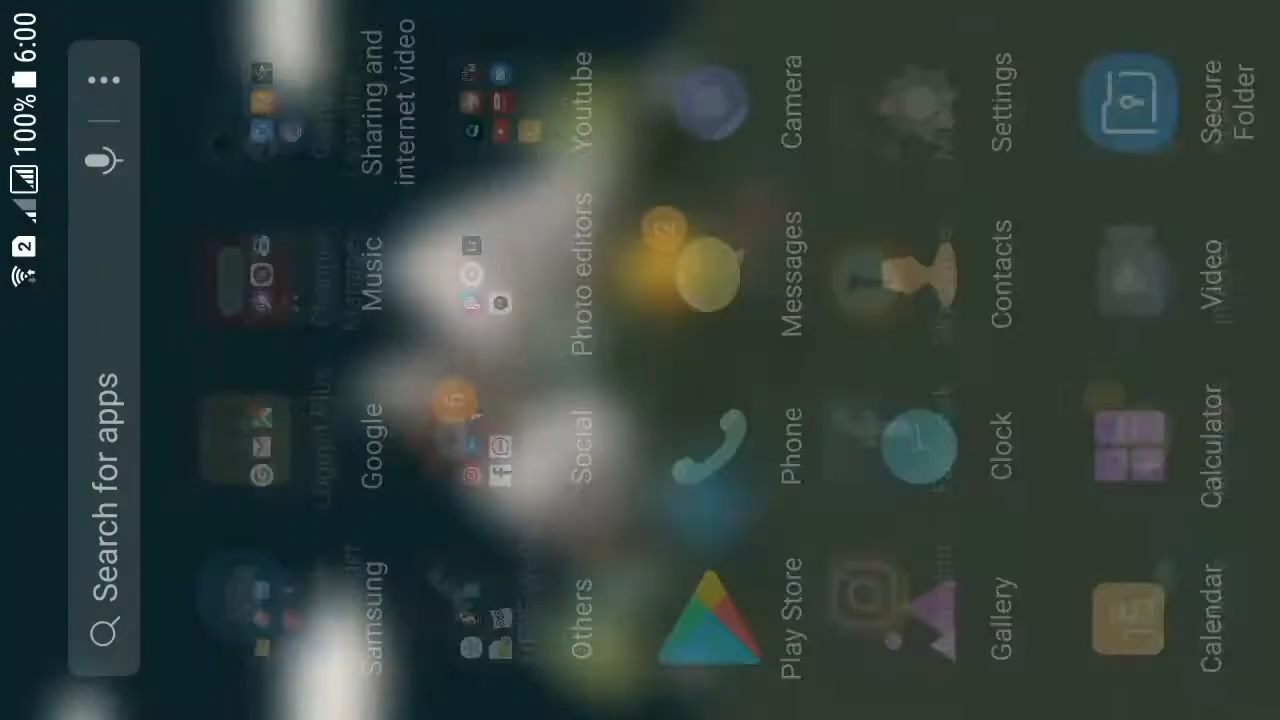 2 100% 6:00
Search for apps
Samsung
Google
Music
Sharing and
internet video
Others
Social
Photo editors
Youtube
Play Store
Phone
Messages
Camera
Gallery
Clock
Contacts
Settings
Calendar
Calculator
Video
Secure
Folder